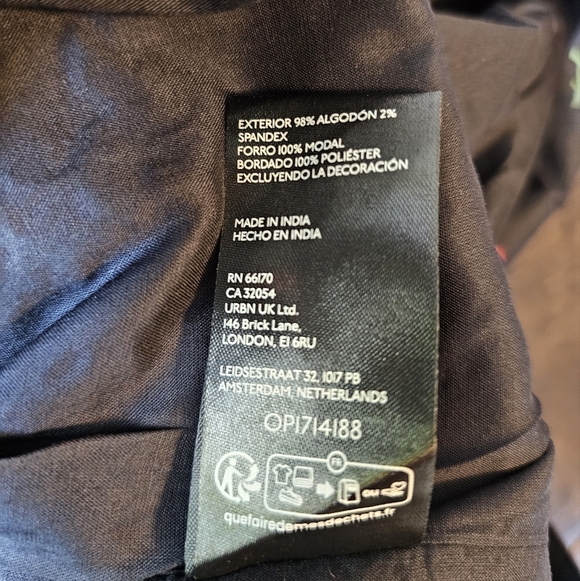 EXTERIOR 98% ALGODÓN 2%
SPANDEX
FORRO 100% MODAL
BORDADO 100% POLIÉSTER
EXCLUYENDO LA DECORACIÓN
MADE IN INDIA
HECHO EN INDIA
RN 66170
CA 32054
URBN UK Ltd.
146 Brick Lane,
LONDON, E1 6RU
LEIDSESTRAAT 32, 1017 PB
AMSTERDAM, NETHERLANDS
OP1714188
FR
OU
quefairedemesdechets.fr